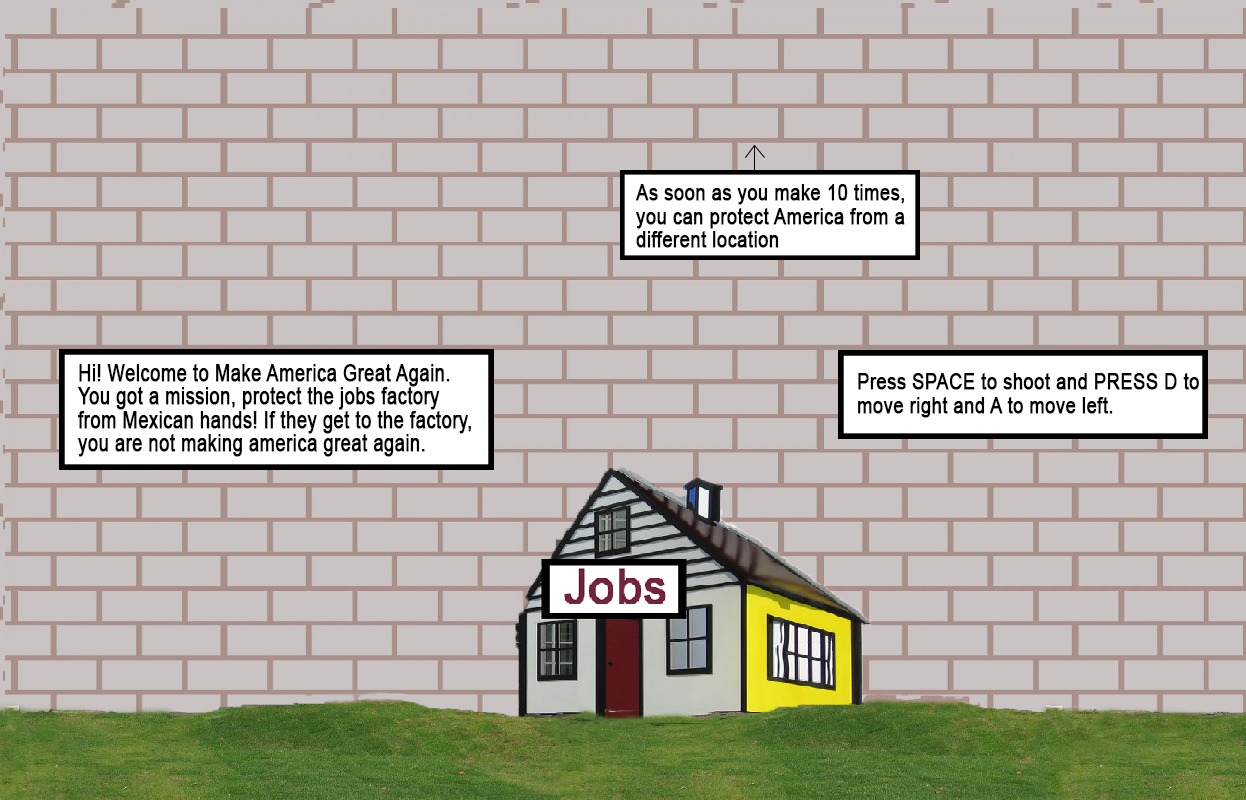 As soon as you make 10 times,
you can protect America from a
different location
Hi! Welcome to Make America Great Again.
You got a mission, protect the jobs factory
from Mexican hands! If they get to the factory,
you are not making america great again.
Press SPACE to shoot and PRESS D to
move right and A to move left.
Jobs